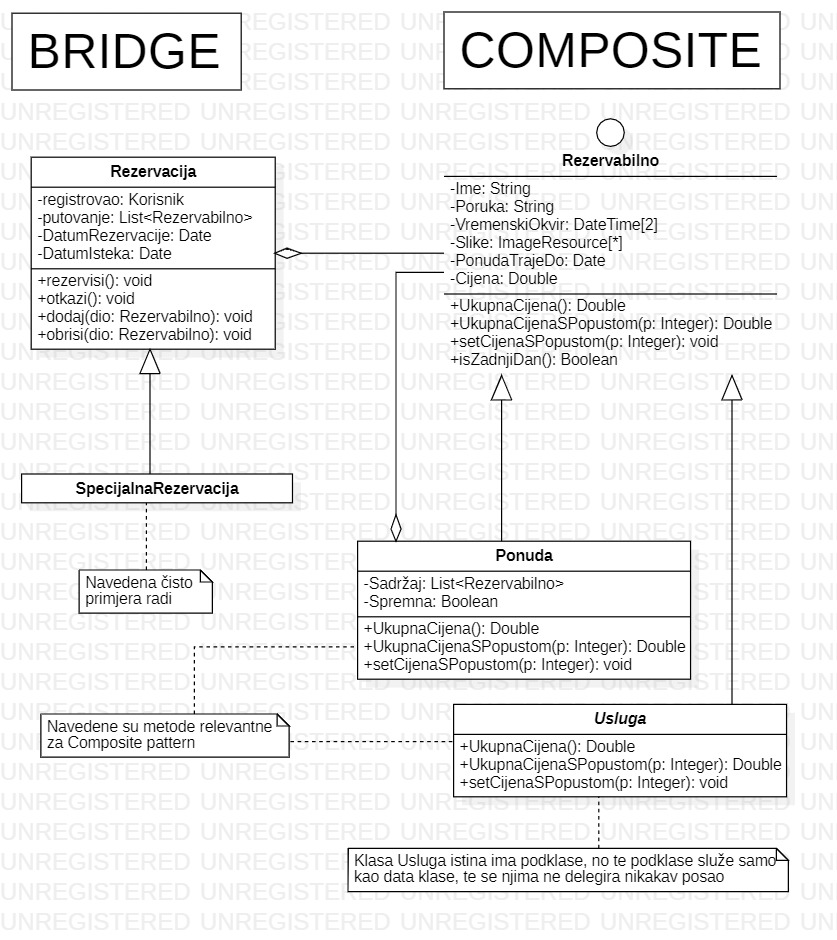 BRIDGE
COMPOSITE
Rezervacija
-registrovao: Korisnik
-putovanje: List<Rezervabilno>
-DatumRezervacije: Date
-DatumIsteka: Date
+rezervisi(): void
+otkazi(): void
+dodaj(dio: Rezervabilno): void
+obrisi(dio: Rezervabilno): void
Rezervabilno
-Ime: String
-Poruka: String
-VremenskiOkvir: DateTime[2]
-Slike: ImageResource[*]
-PonudaTrajeDo: Date
-Cijena: Double
+UkupnaCijena(): Double
+UkupnaCijenaSPopustom(p: Integer): Double
+setCijenaSPopustom(p: Integer): void
+isZadnjiDan(): Boolean
SpecijalnaRezervacija
Navedena čisto
primjera radi
Ponuda
-Sadržaj: List<Rezervabilno>
-Spremna: Boolean
+UkupnaCijena(): Double
+UkupnaCijenaSPopustom(p: Integer): Double
+setCijenaSPopustom(p: Integer): void
Navedene su metode relevantne
za Composite pattern
Usluga
+UkupnaCijena(): Double
+UkupnaCijenaSPopustom(p: Integer): Double
+setCijenaSPopustom(p: Integer): void
Klasa Usluga istina ima podklase, no te podklase služe samo
kao data klase, te se njima ne delegira nikakav posao
UNREGISTERED